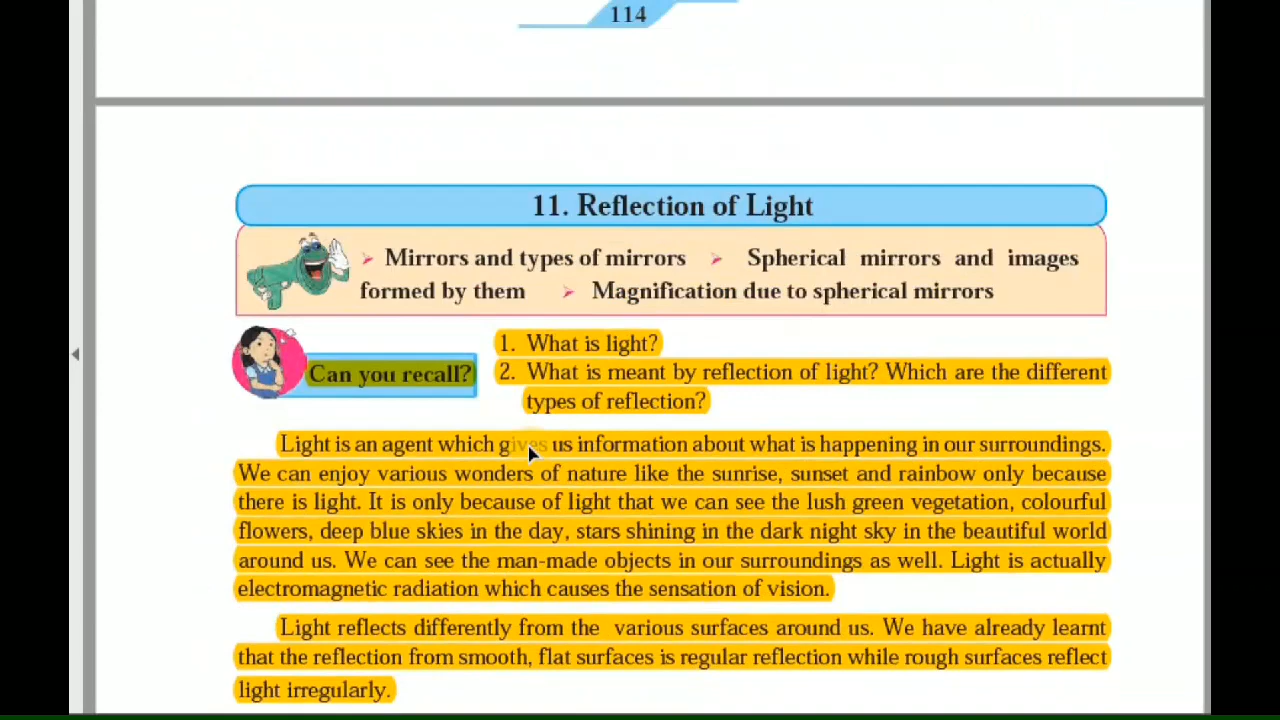 114
11. Reflection of Light
➢ Mirrors and types of mirrors ➢ Spherical mirrors and images
formed by them ➢ Magnification due to spherical mirrors
Can you recall?
1. What is light?
2. What is meant by reflection of light? Which are the different
types of reflection?
Light is an agent which gives us information about what is happening in our surroundings.
We can enjoy various wonders of nature like the sunrise, sunset and rainbow only because
there is light. It is only because of light that we can see the lush green vegetation, colourful
flowers, deep blue skies in the day, stars shining in the dark night sky in the beautiful world
around us. We can see the man-made objects in our surroundings as well. Light is actually
electromagnetic radiation which causes the sensation of vision.
Light reflects differently from the various surfaces around us. We have already learnt
that the reflection from smooth, flat surfaces is regular reflection while rough surfaces reflect
light irregularly.